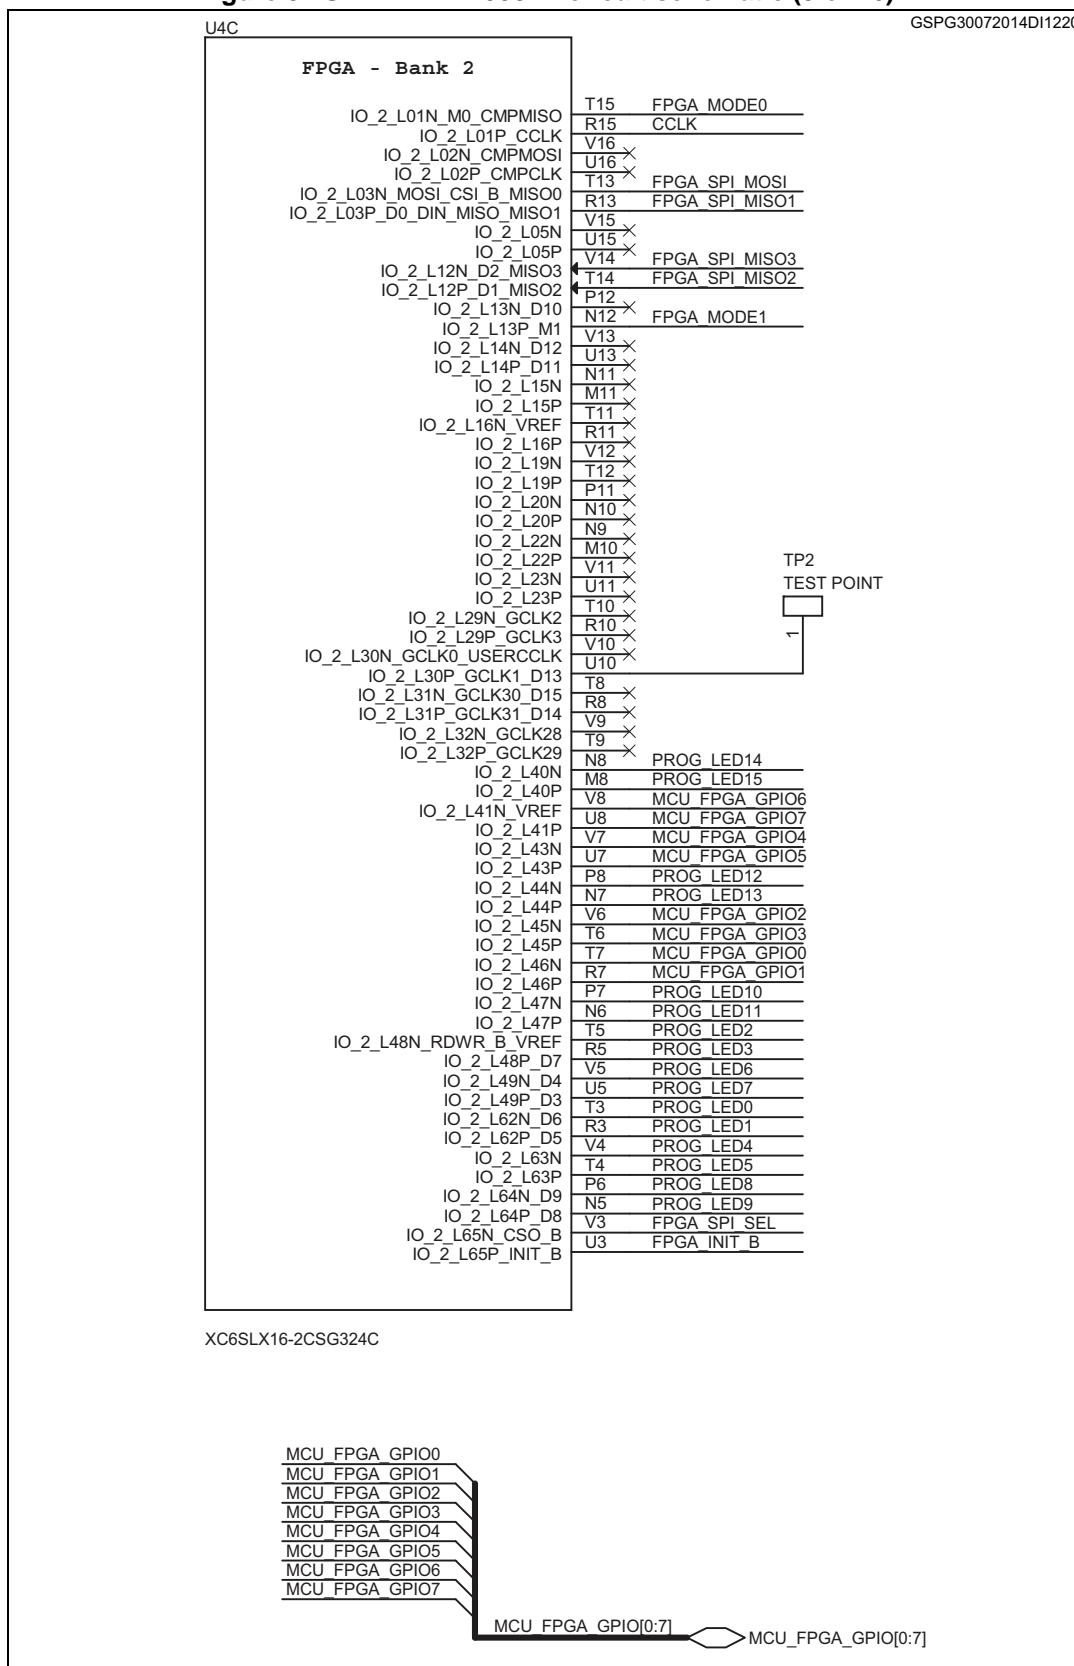 GSPG30072014DI1220
U4C
FPGA - Bank 2
IO_2_L01N_M0_CMPMISO T15 FPGA_MODE0
IO_2_L01P_CCLK R15 CCLK
IO_2_L02N_CMPMOSI V16
IO_2_L02P_CMPCLK U16
IO_2_L03N_MOSI_CSI_B_MISO0 T13 FPGA_SPI_MOSI
IO_2_L03P_D0_DIN_MISO_MISO1 R13 FPGA_SPI_MISO1
IO_2_L05N V15
IO_2_L05P U15
IO_2_L12N_D2_MISO3 V14 FPGA_SPI_MISO3
IO_2_L12P_D1_MISO2 T14 FPGA_SPI_MISO2
IO_2_L13N_D10 P12
IO_2_L13P_M1 N12 FPGA_MODE1
IO_2_L14N_D12 V13
IO_2_L14P_D11 U13
IO_2_L15N N11
IO_2_L15P M11
IO_2_L16N_VREF T11
IO_2_L16P R11
IO_2_L19N V12
IO_2_L19P T12
IO_2_L20N P11
IO_2_L20P N10
IO_2_L22N N9
IO_2_L22P M10
IO_2_L23N V11
IO_2_L23P U11
IO_2_L29N_GCLK2 T10
IO_2_L29P_GCLK3 R10
IO_2_L30N_GCLK0_USERCCLK V10
IO_2_L30P_GCLK1_D13 U10
TP2
TEST POINT
1
IO_2_L31N_GCLK30_D15 T8
IO_2_L31P_GCLK31_D14 R8
IO_2_L32N_GCLK28 V9
IO_2_L32P_GCLK29 T9
IO_2_L40N N8 PROG_LED14
IO_2_L40P M8 PROG_LED15
IO_2_L41N_VREF V8 MCU_FPGA_GPIO6
IO_2_L41P U8 MCU_FPGA_GPIO7
IO_2_L43N V7 MCU_FPGA_GPIO4
IO_2_L43P U7 MCU_FPGA_GPIO5
IO_2_L44N P8 PROG_LED12
IO_2_L44P N7 PROG_LED13
IO_2_L45N V6 MCU_FPGA_GPIO2
IO_2_L45P T6 MCU_FPGA_GPIO3
IO_2_L46N T7 MCU_FPGA_GPIO0
IO_2_L46P R7 MCU_FPGA_GPIO1
IO_2_L47N P7 PROG_LED10
IO_2_L47P N6 PROG_LED11
IO_2_L48N_RDWR_B_VREF T5 PROG_LED2
IO_2_L48P_D7 R5 PROG_LED3
IO_2_L49N_D4 V5 PROG_LED6
IO_2_L49P_D3 U5 PROG_LED7
IO_2_L62N_D6 T3 PROG_LED0
IO_2_L62P_D5 R3 PROG_LED1
IO_2_L63N V4 PROG_LED4
IO_2_L63P T4 PROG_LED5
IO_2_L64N_D9 P6 PROG_LED8
IO_2_L64P_D8 N5 PROG_LED9
IO_2_L65N_CSO_B V3 FPGA_SPI_SEL
IO_2_L65P_INIT_B U3 FPGA_INIT_B
XC6SLX16-2CSG324C
MCU_FPGA_GPIO0
MCU_FPGA_GPIO1
MCU_FPGA_GPIO2
MCU_FPGA_GPIO3
MCU_FPGA_GPIO4
MCU_FPGA_GPIO5
MCU_FPGA_GPIO6
MCU_FPGA_GPIO7
MCU_FPGA_GPIO[0:7] MCU_FPGA_GPIO[0:7]